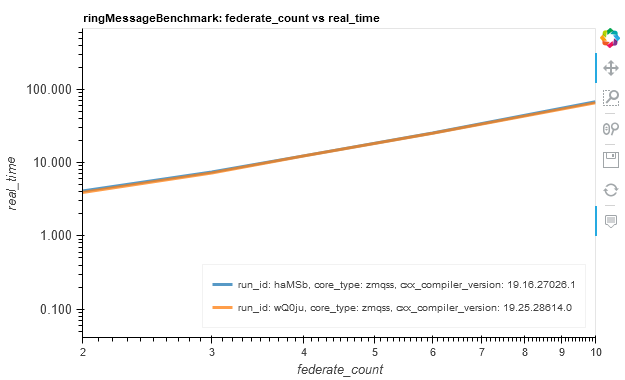 ringMessageBenchmark: federate_count vs real_time
real_time
100.000
10.000
1.000
0.100
run_id: haMSb, core_type: zmqss, cxx_compiler_version: 19.16.27026.1
run_id: wQ0ju, core_type: zmqss, cxx_compiler_version: 19.25.28614.0
2 3 4 5 6 7 8 9 10
federate_count